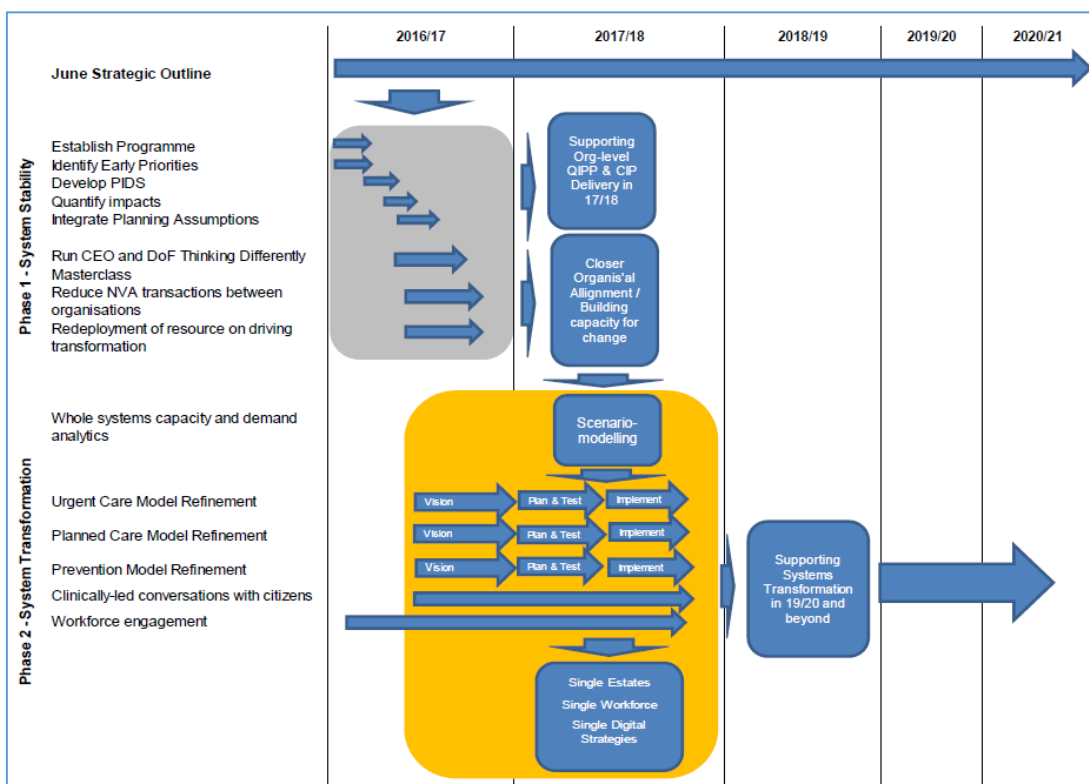 2016/17
2017/18
2018/19
2019/20
2020/21
June Strategic Outline
Phase 1 - System Stability
Establish Programme
Identify Early Priorities
Develop PIDS
Quantify impacts
Integrate Planning Assumptions
Run CEO and DoF Thinking Differently
Masterclass
Reduce NVA transactions between
organisations
Redeployment of resource on driving
transformation
Supporting
Org-level
QIPP & CIP
Delivery in
17/18
Closer
Organis'al
Allignment /
Building
capacity for
change
Phase 2 - System Transformation
Whole systems capacity and demand
analytics
Scenario-
modelling
Urgent Care Model Refinement
Vision
Plan & Test
Implement
Planned Care Model Refinement
Vision
Plan & Test
Implement
Prevention Model Refinement
Vision
Plan & Test
Implement
Clinically-led conversations with citizens
Workforce engagement
Supporting
Systems
Transformation
in 19/20 and
beyond
Single Estates
Single Workforce
Single Digital
Strategies